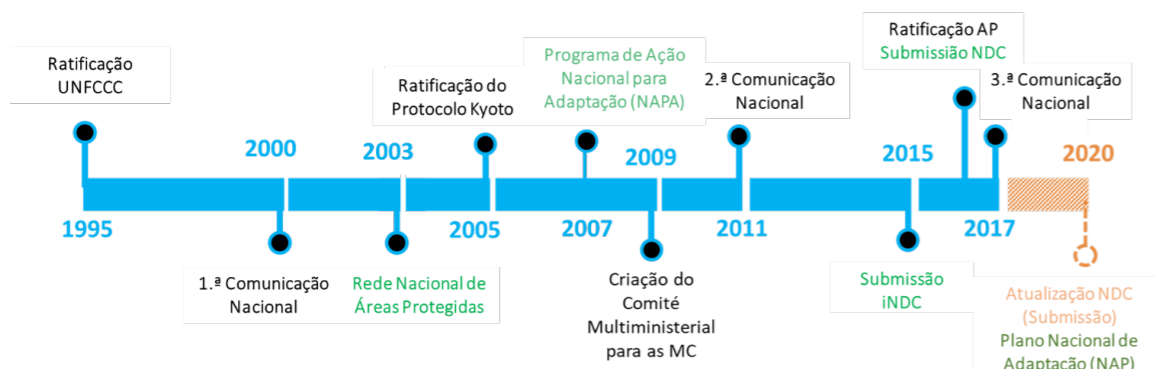 Ratificação
UNFCCC
Ratificação do
Protocolo Kyoto
Programa de Ação
Nacional para
Adaptação (NAPA)
2.ª Comunicação
Nacional
Ratificação AP
Submissião NDC
3.ª Comunicação
Nacional
2000
2003
2009
2015
2020
1995
2005
2007
2011
2017
1.ª Comunicação
Nacional
Rede Nacional de
Áreas Protegidas
Criação do
Comité
Multiministerial
para as MC
Submissão
iNDC
Atualização NDC
(Submissão)
Plano Nacional de
Adaptação (NAP)